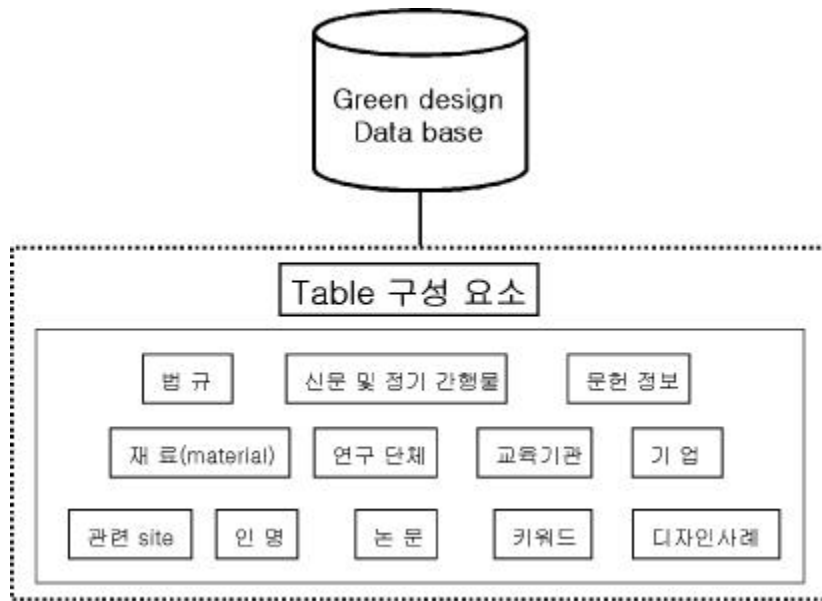 Green design
Data base
Table 구성 요소
법 규
신문 및 정기 간행물
문헌 정보
재 료(material)
연구 단체
교육기관
기 업
관련 site
인 명
논 문
키워드
디자인사례